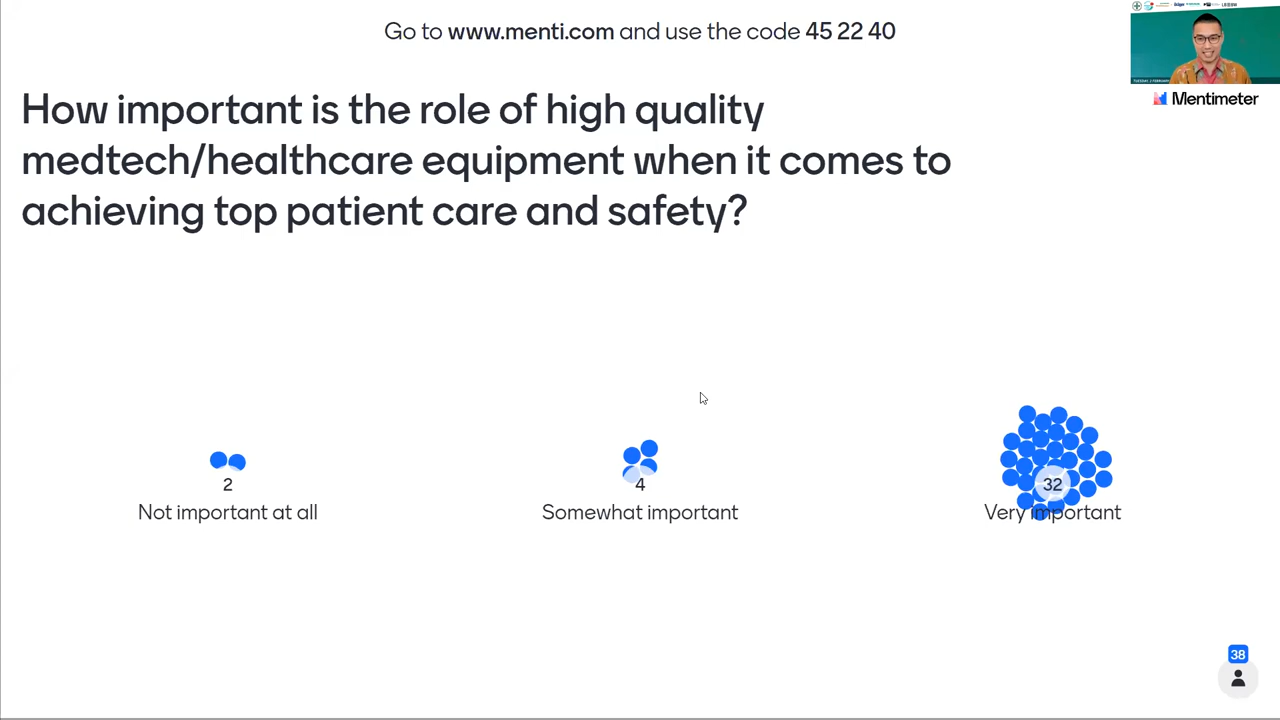 Go to www.menti.com and use the code 45 22 40
Mentimeter
How important is the role of high quality
medtech/healthcare equipment when it comes to
achieving top patient care and safety?
2
4
32
Not important at all
Somewhat important
Very important
38